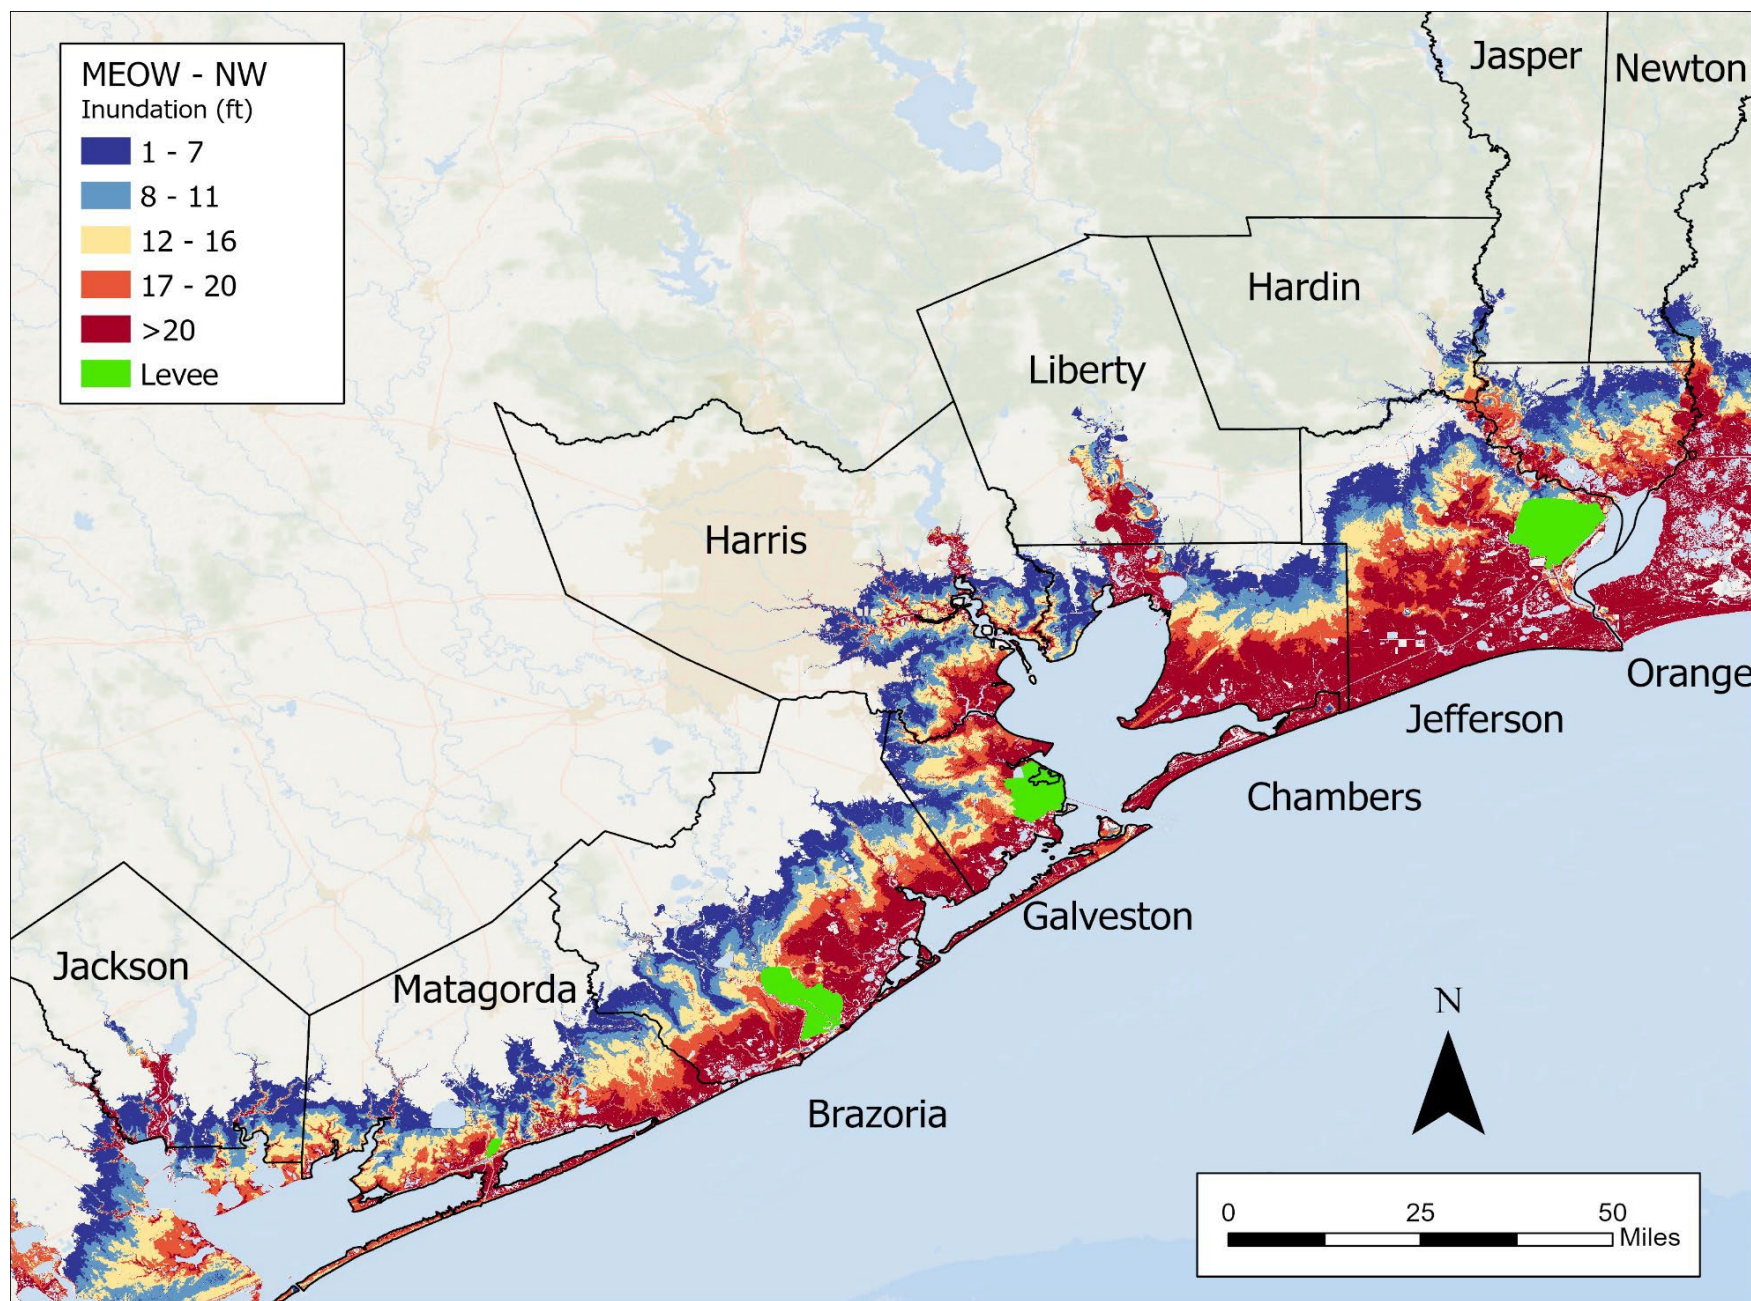 MEOW - NW
Inundation (ft)
1 - 7
8 - 11
12 - 16
17 - 20
>20
Levee
Jasper
Newton
Hardin
Liberty
Harris
Orange
Jefferson
Chambers
Galveston
Jackson
Matagorda
Brazoria
N
0 25 50
Miles